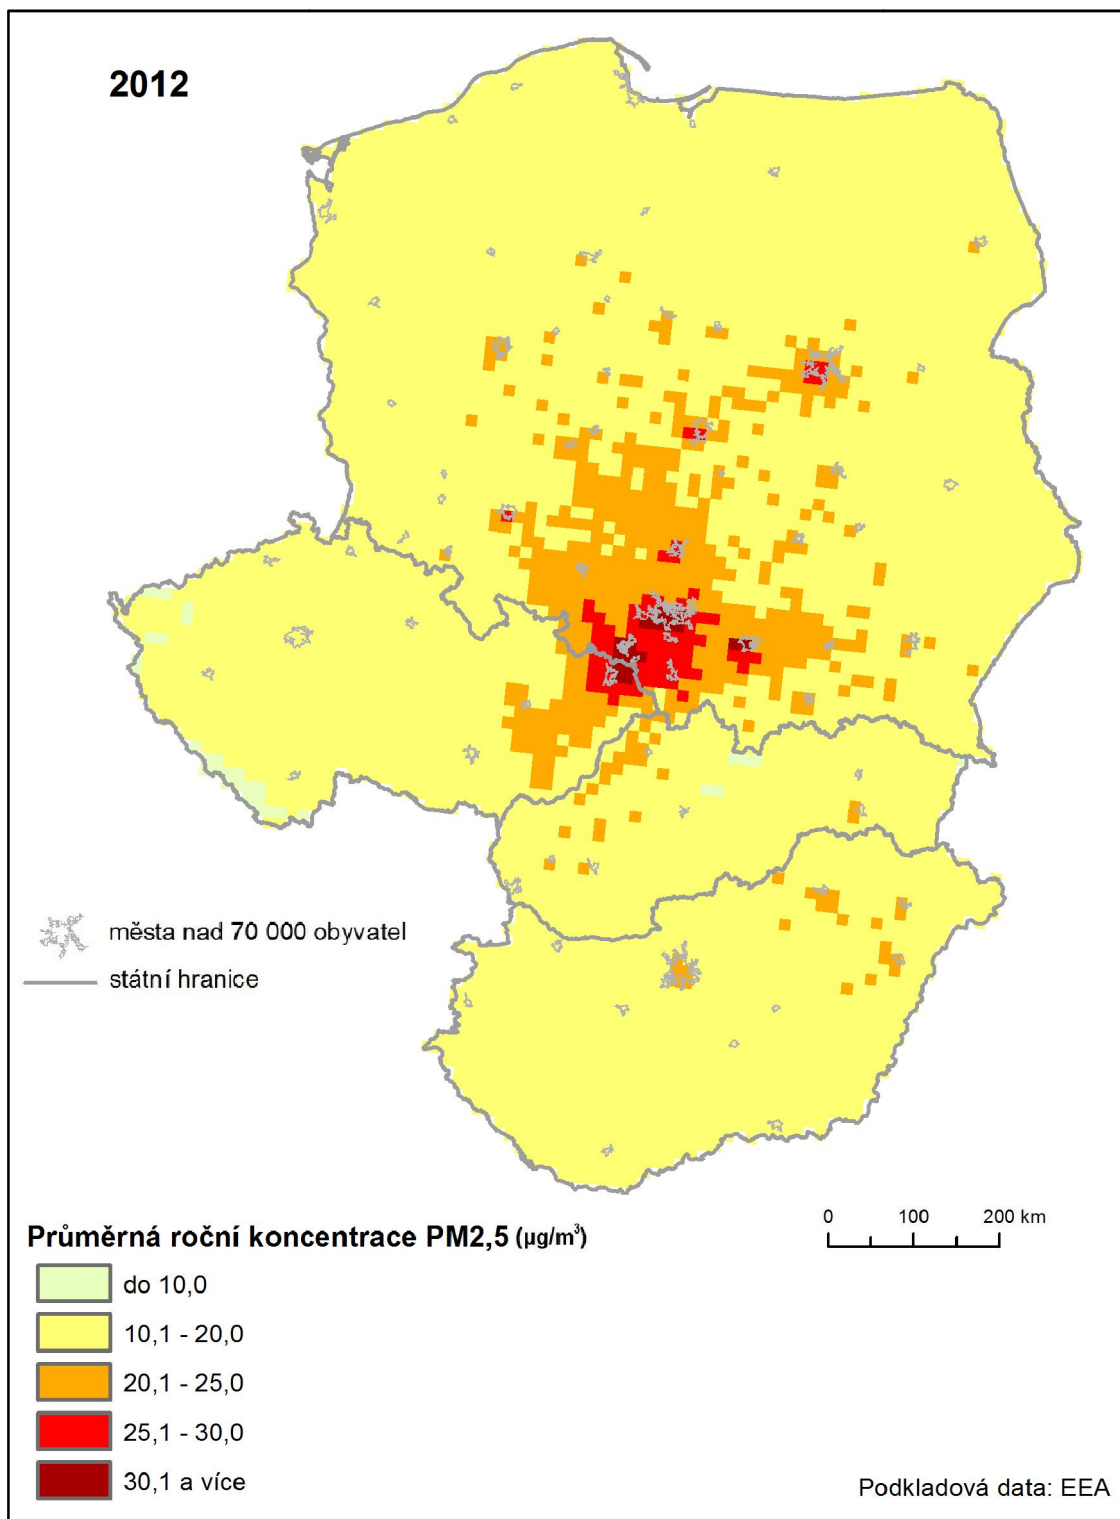 2012
města nad 70 000 obyvatel
státní hranice
0 100 200 km
Průměrná roční koncentrace PM2,5 (µg/m³)
do 10,0
10,1 - 20,0
20,1 - 25,0
25,1 - 30,0
30,1 a více
Podkladová data: EEA